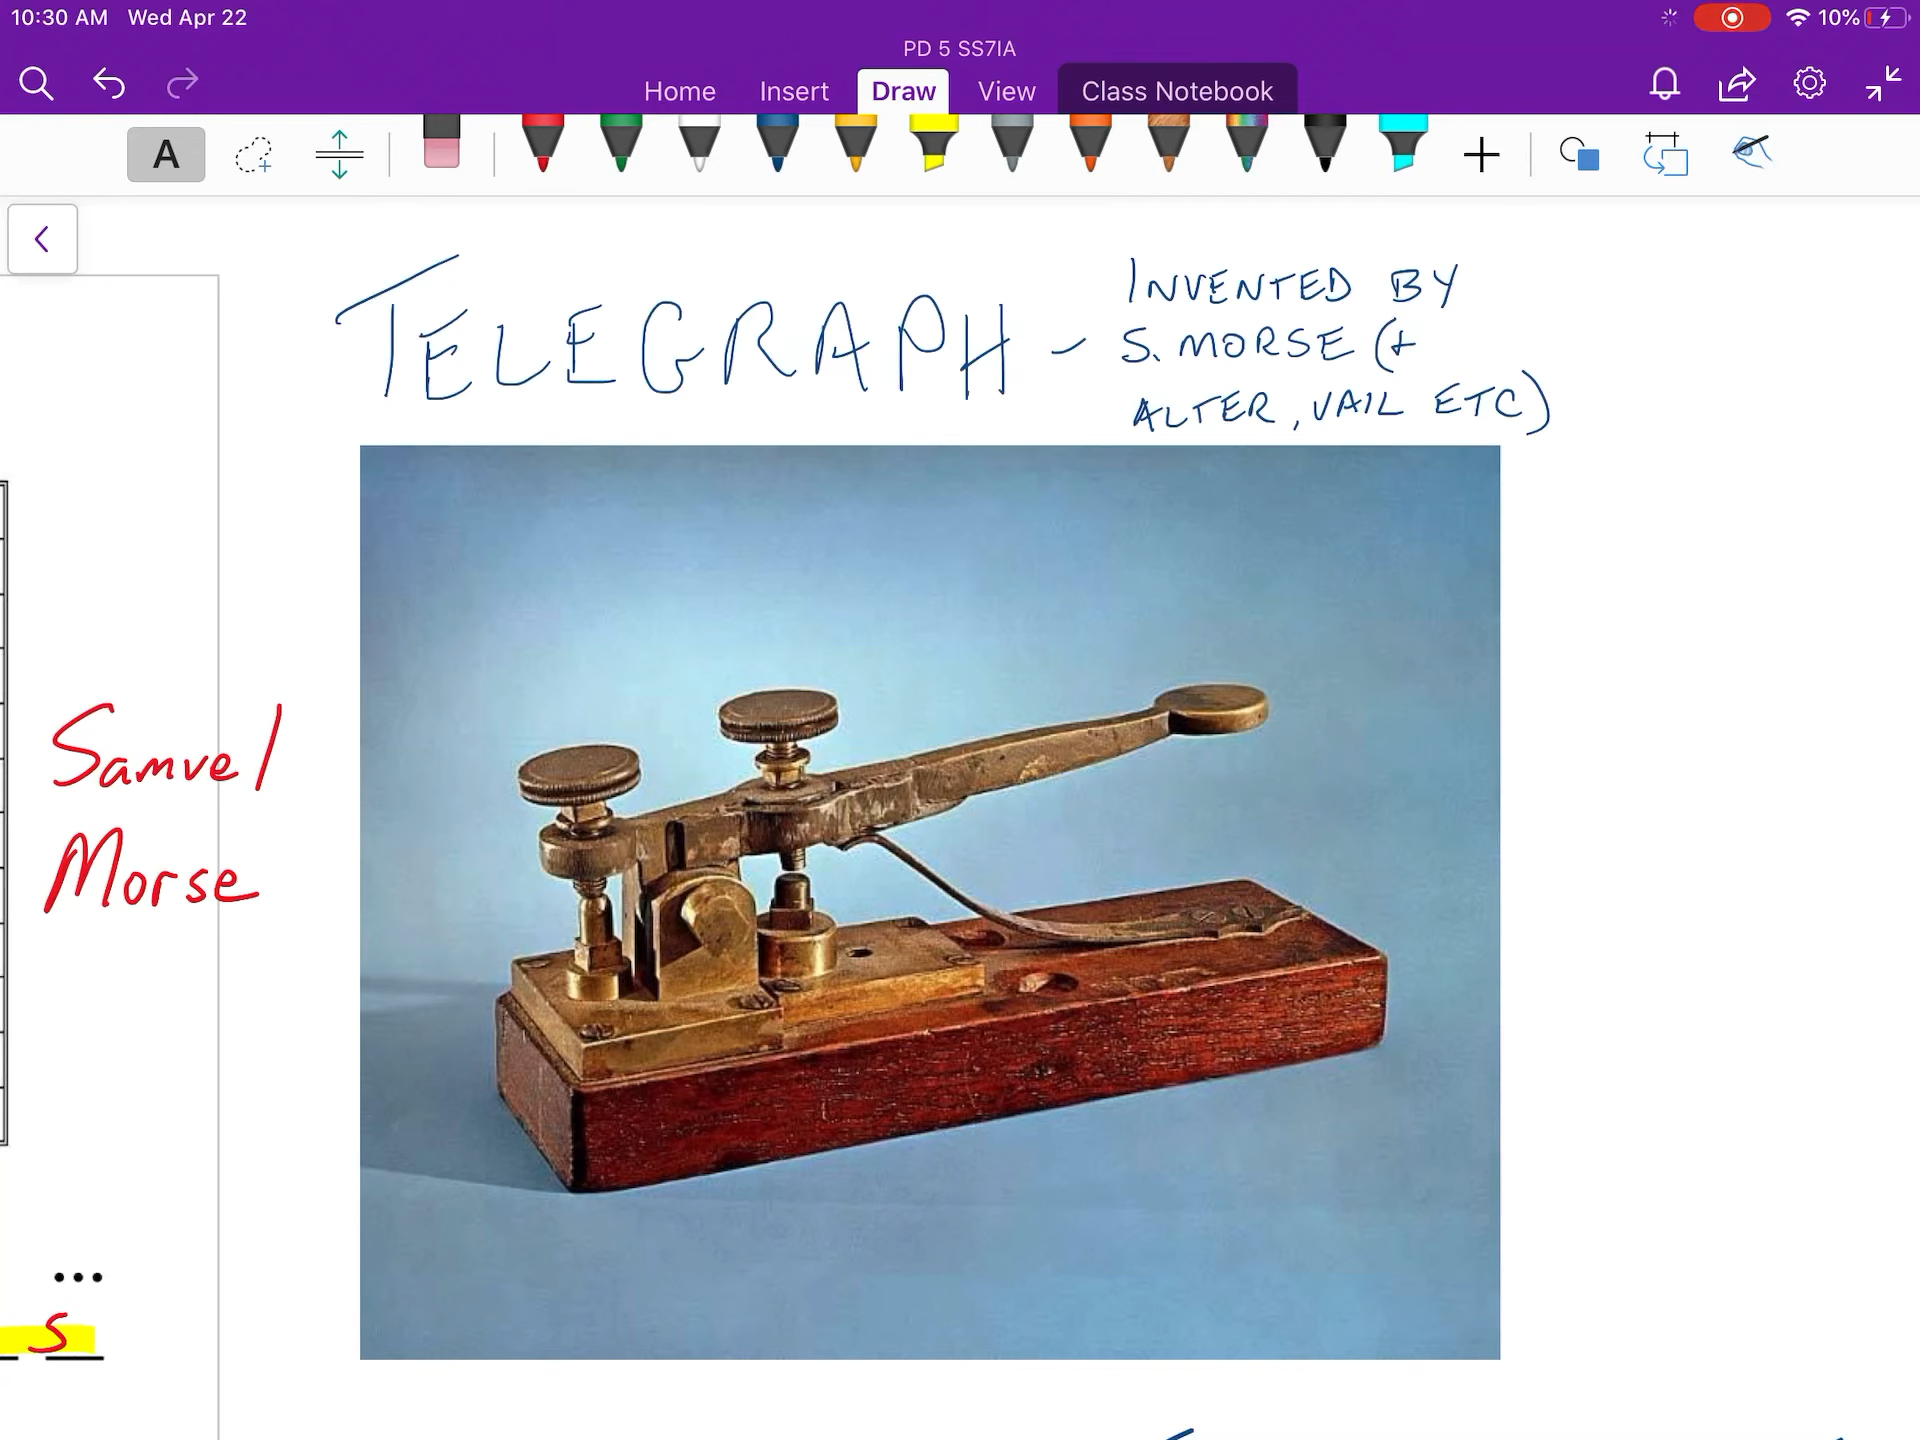 10:30 AM Wed Apr 22
10%
PD 5 SS7IA
Home Insert Draw View Class Notebook
A
TELEGRAPH - INVENTED BY
S. MORSE (+
ALTER, VAIL ETC)
Samuel
Morse
...
S